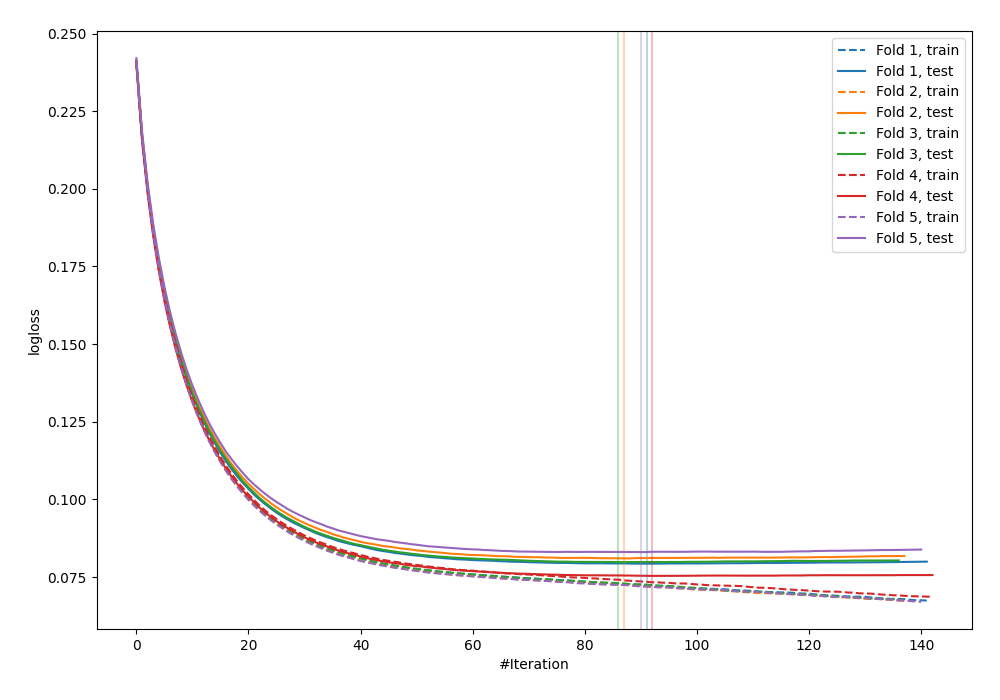 0.250
0.225
0.200
0.175
0.150
0.125
0.100
0.075
logloss
0
20
40
60
80
100
120
140
#Iteration
Fold 1, train
Fold 1, test
Fold 2, train
Fold 2, test
Fold 3, train
Fold 3, test
Fold 4, train
Fold 4, test
Fold 5, train
Fold 5, test